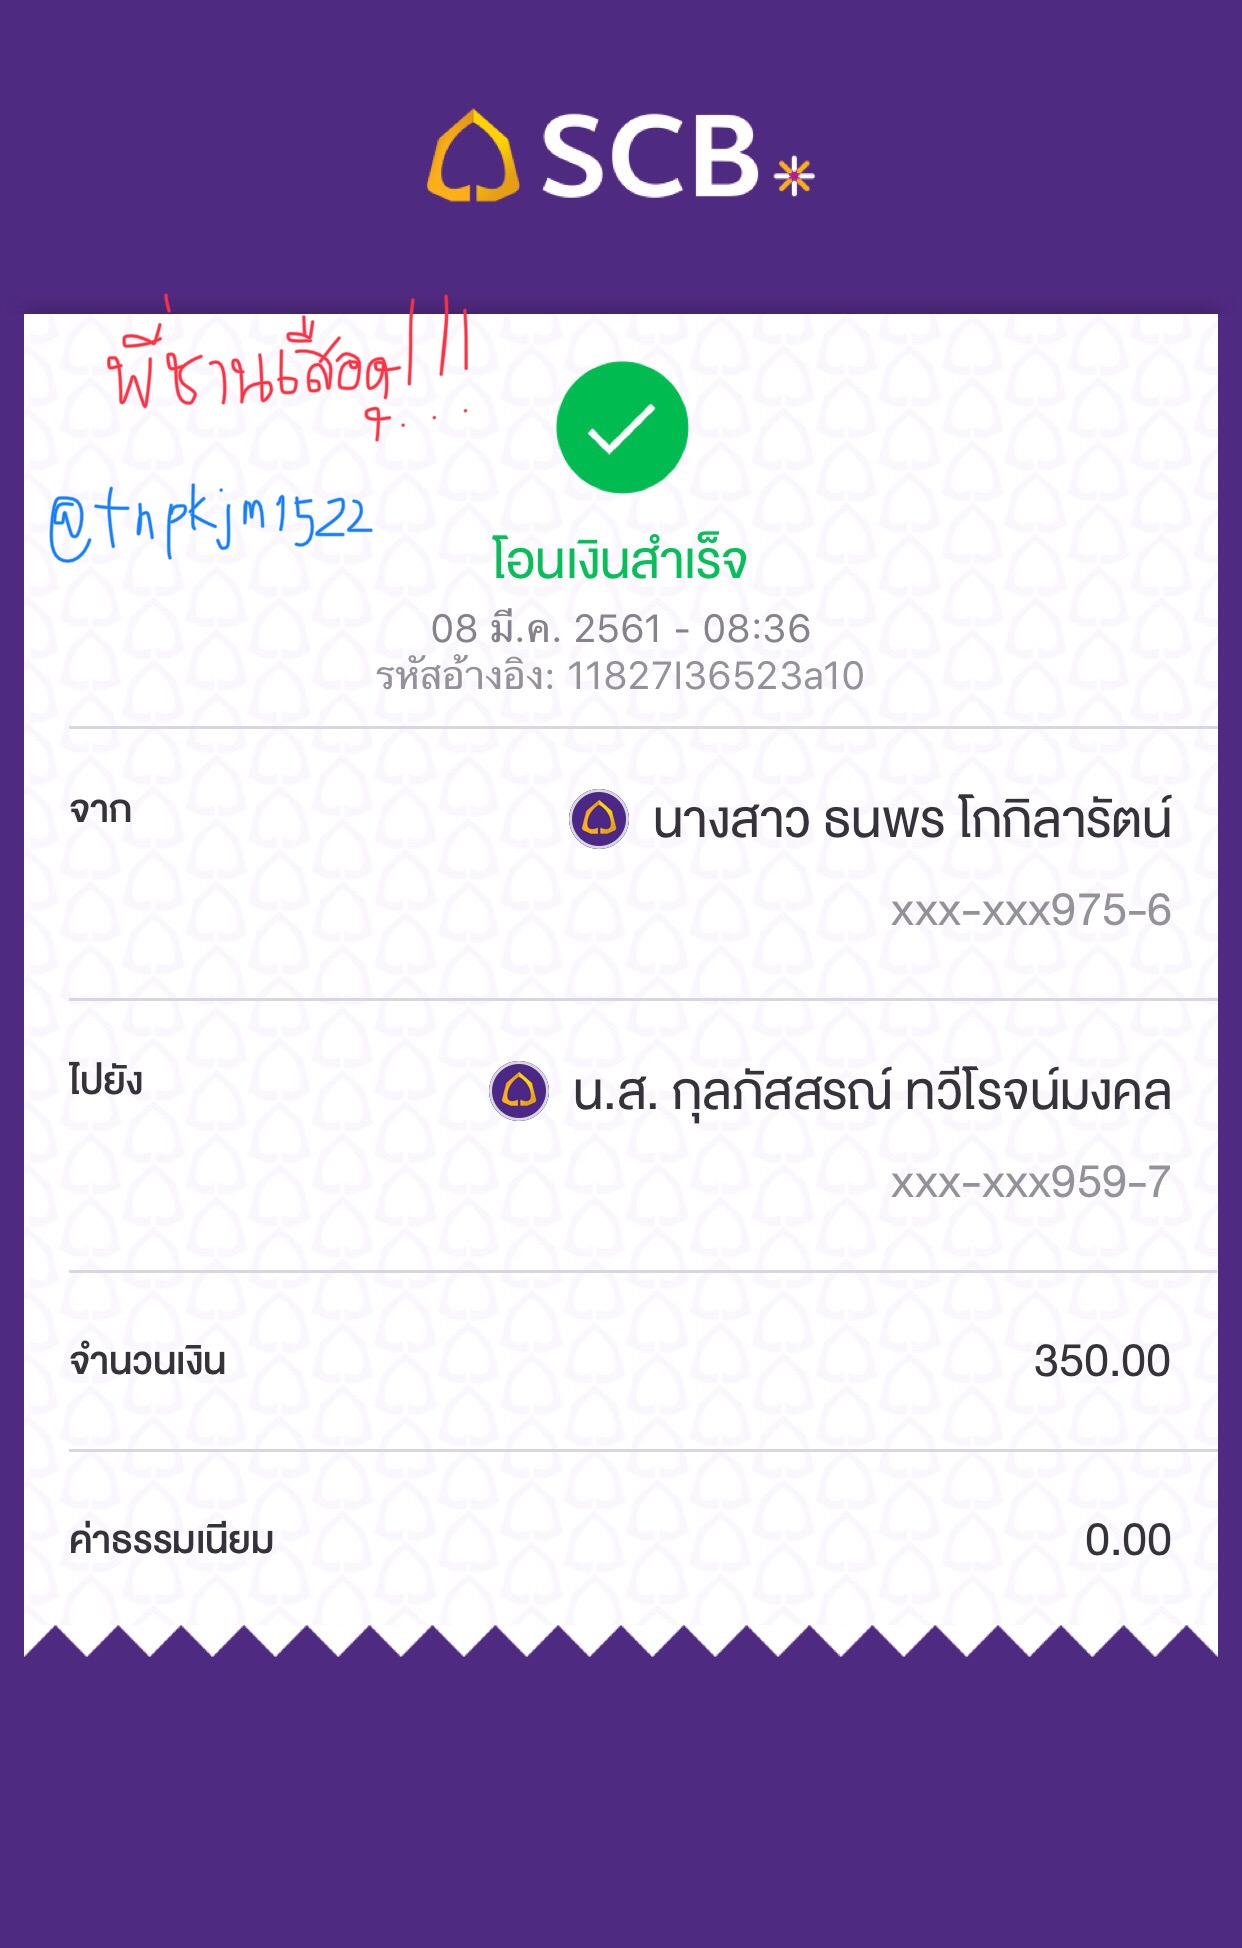 SCB
พี่ชานเสือดุ!!!...
@tnpkjm1522
โอนเงินสำเร็จ
08 มี.ค. 2561 - 08:36
รหัสอ้างอิง: 11827l36523a10
จาก
นางสาว ธนพร โกกิลารัตน์
xxx-xxx975-6
ไปยัง
น.ส. กุลภัสสรณ์ ทวีโรจน์มงคล
xxx-xxx959-7
จำนวนเงิน 350.00
ค่าธรรมเนียม 0.00